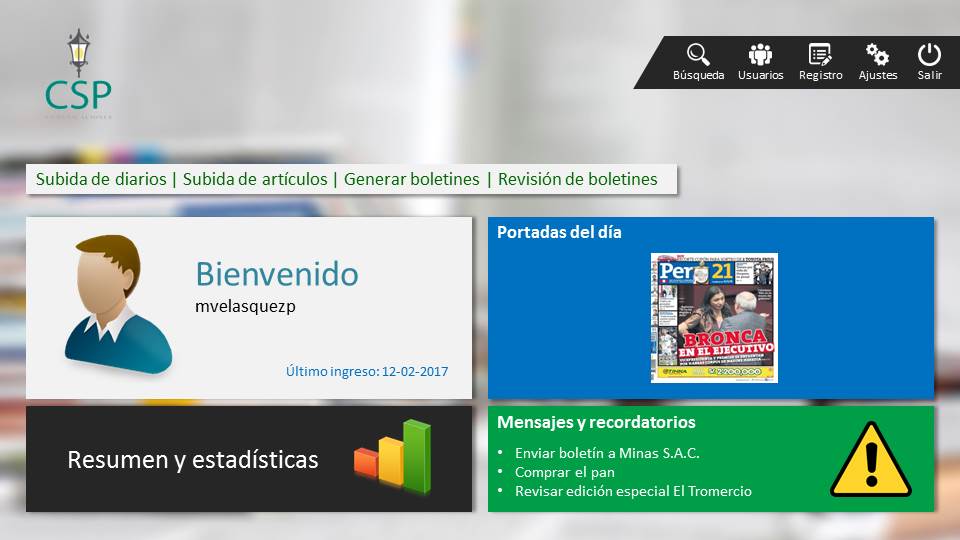 CSP
Búsqueda
Usuarios
Registro
Ajustes
Salir
Subida de diarios | Subida de artículos | Generar boletines | Revisión de boletines
Bienvenido
mvelasquezp
Último ingreso: 12-02-2017
Portadas del día
Perú 21
BRONCA
EN EL EJECUTIVO
Resumen y estadísticas
Mensajes y recordatorios
• Enviar boletín a Minas S.A.C.
• Comprar el pan
• Revisar edición especial El Tromercio